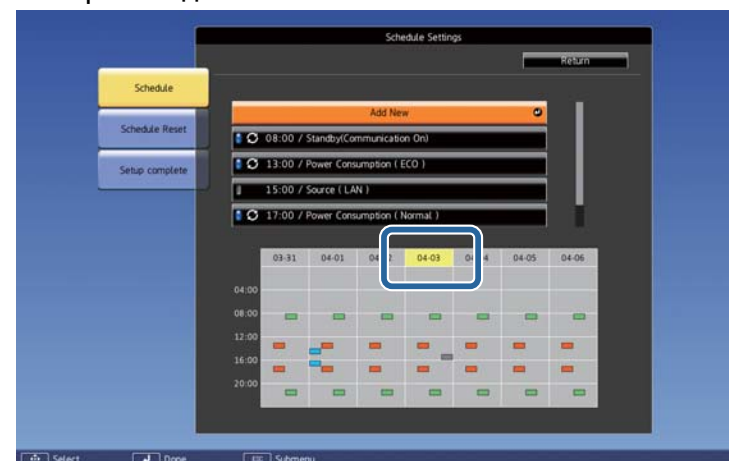 Schedule Settings
Return
Schedule
Schedule Reset
Setup complete
Add New
08:00 / Standby(Communication On)
13:00 / Power Consumption ( ECO )
15:00 / Source ( LAN )
17:00 / Power Consumption ( Normal )
03-31 04-01 04-03 04-05 04-06
04:00
08:00
12:00
16:00
20:00
Select Done Submenu